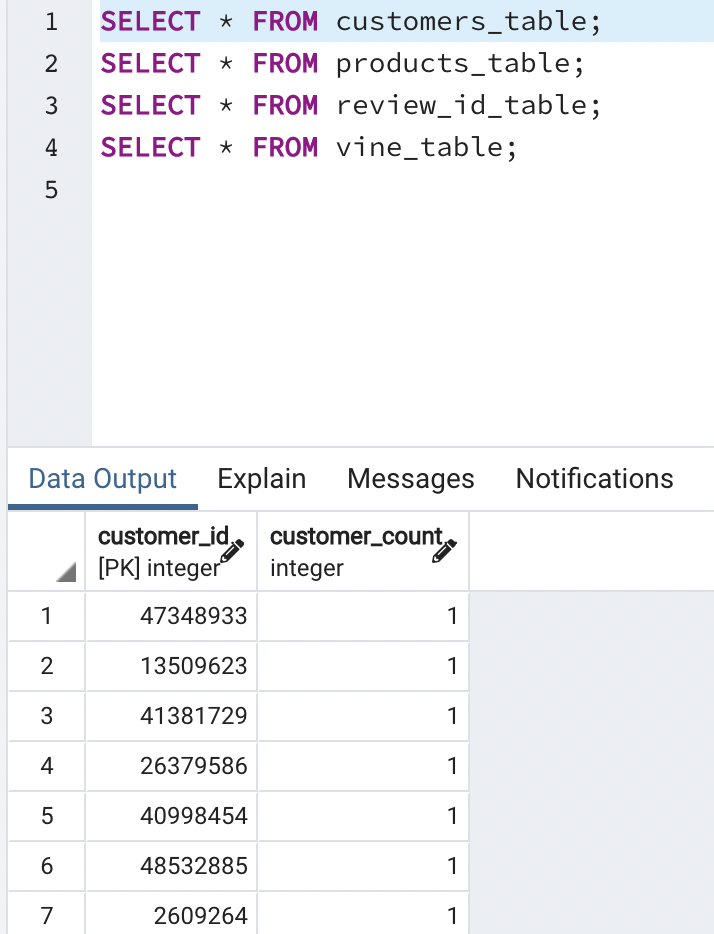 1 SELECT * FROM customers_table;
2 SELECT * FROM products_table;
3 SELECT * FROM review_id_table;
4 SELECT * FROM vine_table;
5
Data Output Explain Messages Notifications
customer_id customer_count
[PK] integer integer
1 47348933 1
2 13509623 1
3 41381729 1
4 26379586 1
5 40998454 1
6 48532885 1
7 2609264 1